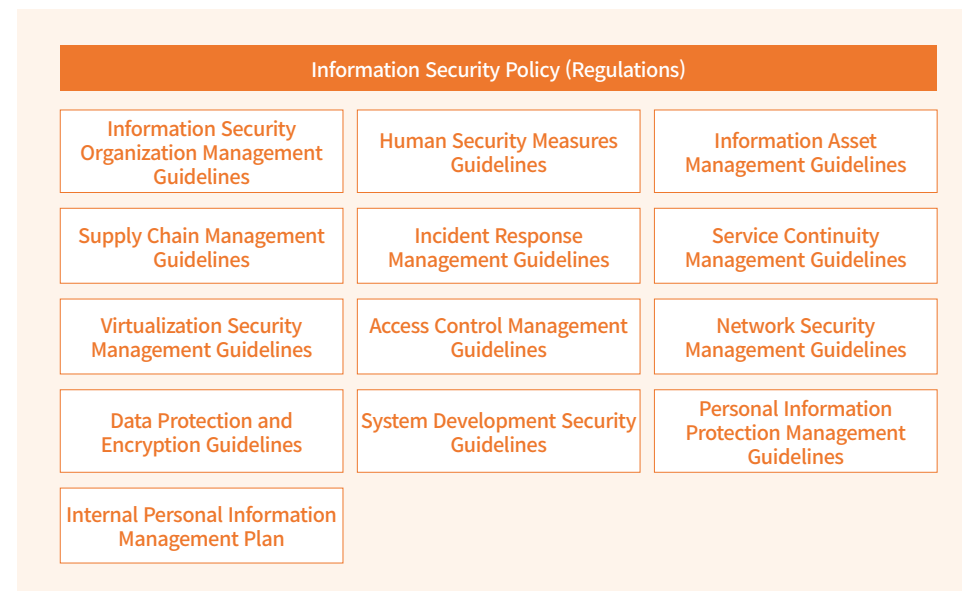 Information Security Policy (Regulations)
Information Security
Organization Management
Guidelines
Human Security Measures
Guidelines
Information Asset
Management Guidelines
Supply Chain Management
Guidelines
Incident Response
Management Guidelines
Service Continuity
Management Guidelines
Virtualization Security
Management Guidelines
Access Control Management
Guidelines
Network Security
Management Guidelines
Data Protection and
Encryption Guidelines
System Development Security
Guidelines
Personal Information
Protection Management
Guidelines
Internal Personal Information
Management Plan